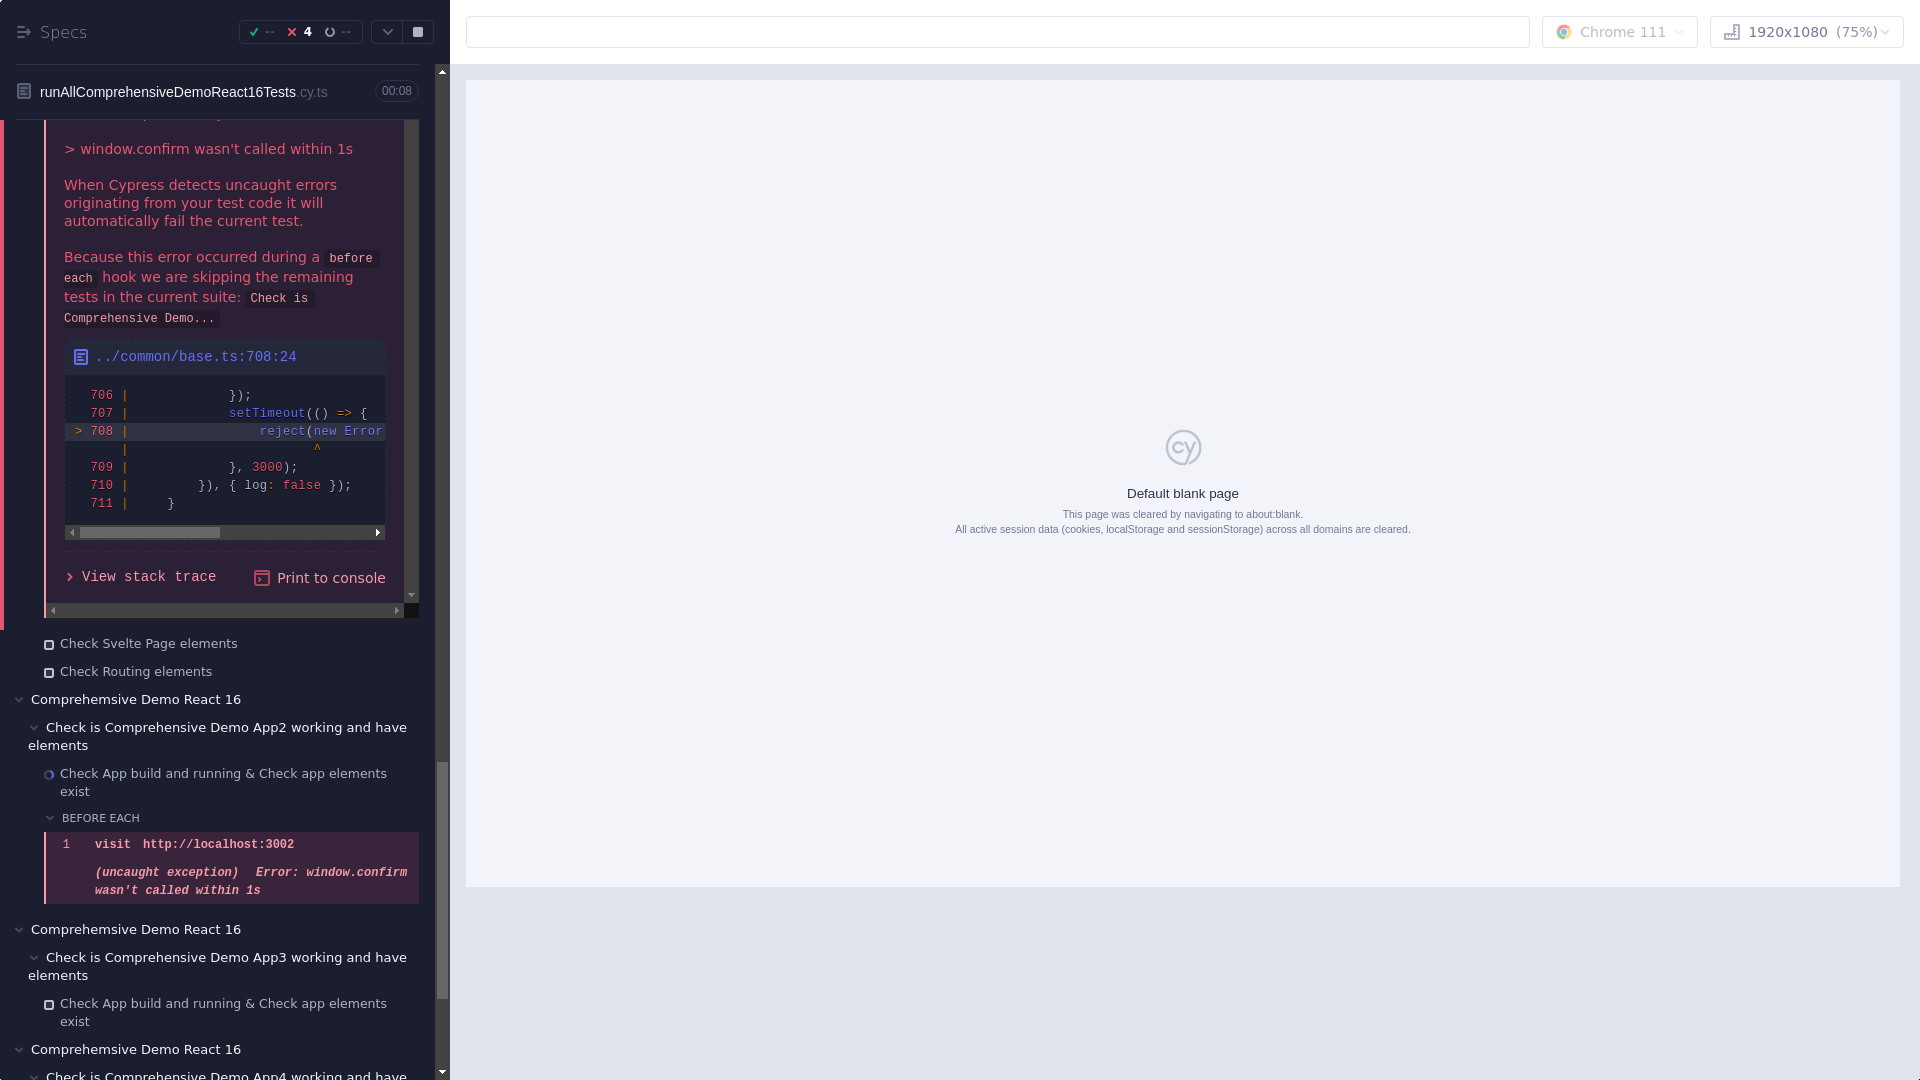 Specs
-- 4 --
Chrome 111
1920x1080 (75%)
runAllComprehensiveDemoReact16Tests.cy.ts
00:08
> window.confirm wasn't called within 1s
When Cypress detects uncaught errors
originating from your test code it will
automatically fail the current test.
Because this error occurred during a before
each hook we are skipping the remaining
tests in the current suite: Check is
Comprehensive Demo...
../common/base.ts:708:24
706 | });
707 | setTimeout(() => {
> 708 | reject(new Error
| ^
709 | }, 3000);
710 | }), { log: false });
711 | }
View stack trace
Print to console
Check Svelte Page elements
Check Routing elements
Comprehemsive Demo React 16
Check is Comprehensive Demo App2 working and have
elements
Check App build and running & Check app elements
exist
BEFORE EACH
1 visit http://localhost:3002
(uncaught exception) Error: window.confirm
wasn't called within 1s
Comprehemsive Demo React 16
Check is Comprehensive Demo App3 working and have
elements
Check App build and running & Check app elements
exist
Comprehemsive Demo React 16
Check is Comprehensive Demo App4 working and have
cy
Default blank page
This page was cleared by navigating to about:blank.
All active session data (cookies, localStorage and sessionStorage) across all domains are cleared.